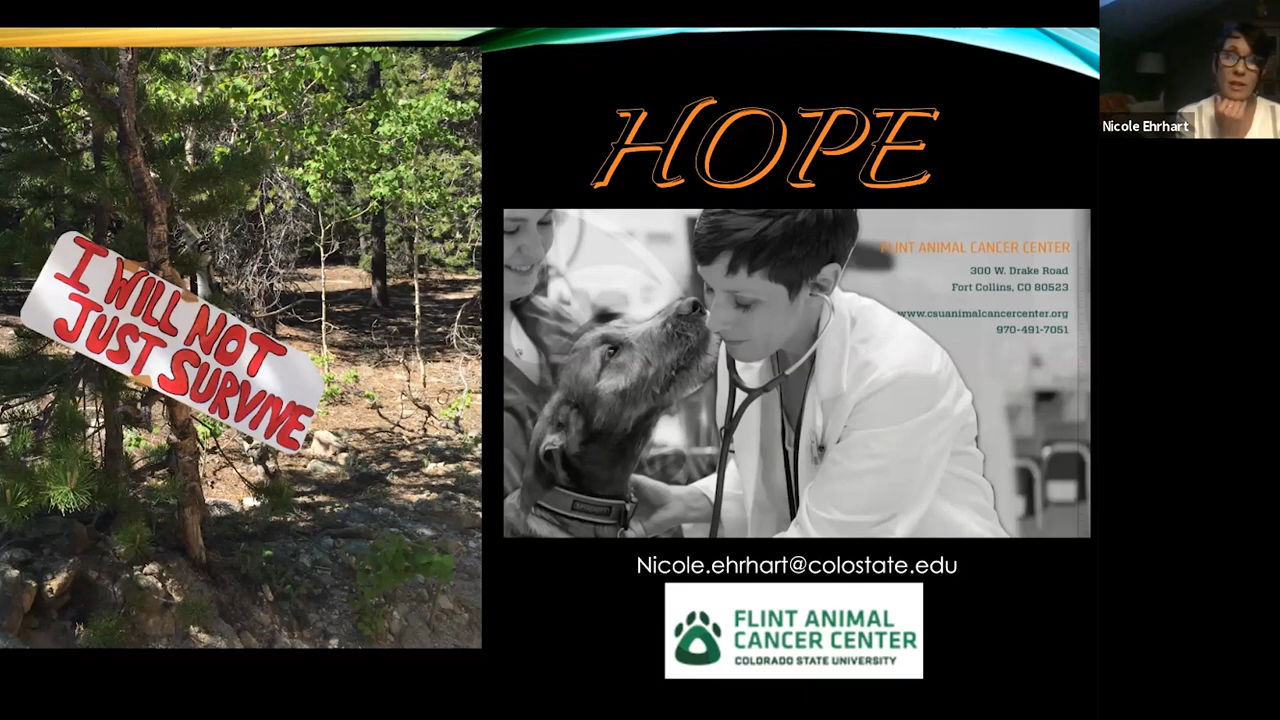 I WILL NOT
JUST SURVIVE
HOPE
FLINT ANIMAL CANCER CENTER
300 W. Drake Road
Fort Collins, CO 80523
www.csuanimalcancercenter.org
970-491-7051
Nicole.ehrhart@colostate.edu
FLINT ANIMAL
CANCER CENTER
COLORADO STATE UNIVERSITY
Nicole Ehrhart